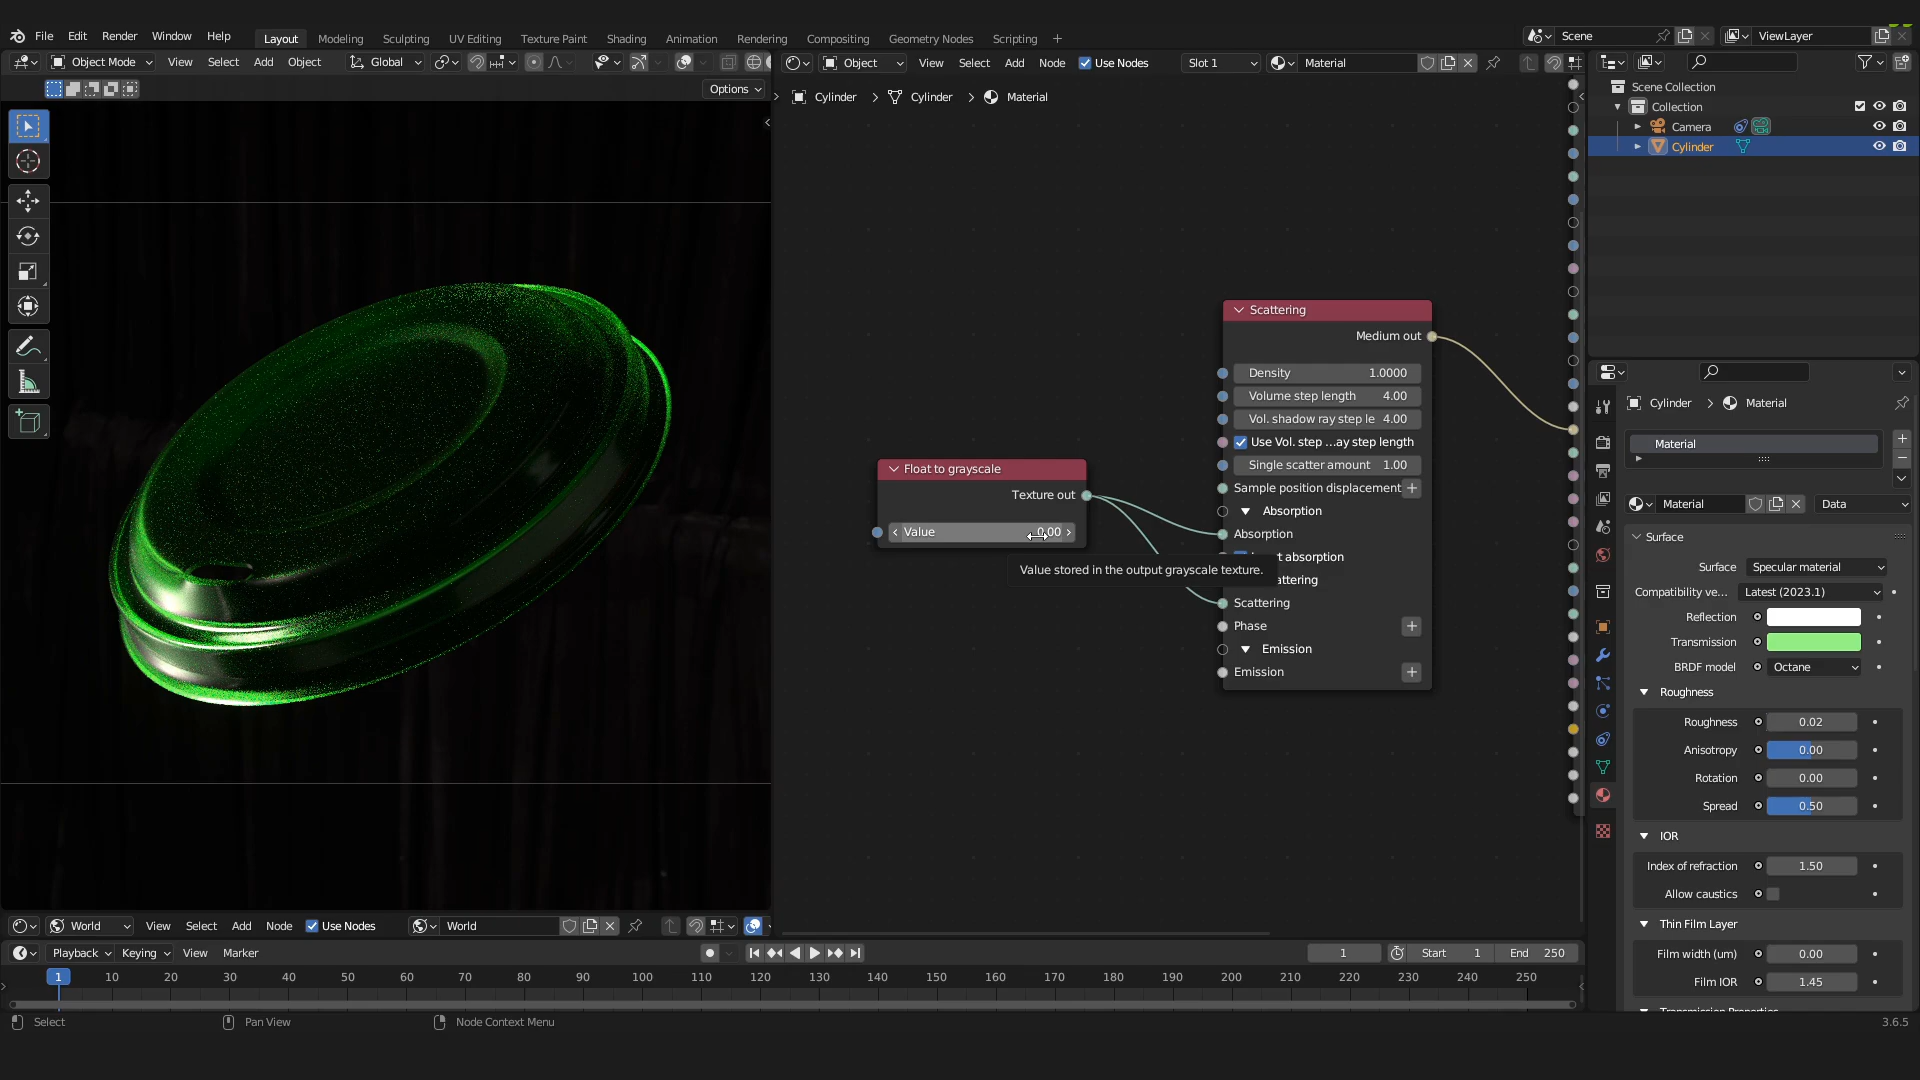 File Edit Render Window Help Layout Modeling Sculpting UV Editing Texture Paint Shading Animation Rendering Compositing Geometry Nodes Scripting + Scene ViewLayer
Object Mode View Select Add Object Global
Options
Object View Select Add Node Use Nodes Slot 1 Material
Cylinder > Cylinder > Material
Scene Collection
Collection
Camera
Cylinder
Scattering
Medium out
Density 1.0000
Volume step length 4.00
Vol. shadow ray step le 4.00
Use Vol. step ...ay step length
Single scatter amount 1.00
Sample position displacement
Absorption
Absorption
t absorption
attering
Scattering
Phase
Emission
Emission
Float to grayscale
Texture out
Value 0.00
Value stored in the output grayscale texture.
Cylinder > Material
Material
Material Data
Surface
Surface Specular material
Compatibility ve... Latest (2023.1)
Reflection
Transmission
BRDF model Octane
Roughness
Roughness 0.02
Anisotropy 0.00
Rotation 0.00
Spread 0.50
IOR
Index of refraction 1.50
Allow caustics
Thin Film Layer
Film width (um) 0.00
Film IOR 1.45
Transmission Properties
World View Select Add Node Use Nodes World
Playback Keying View Marker 1 Start 1 End 250
1 10 20 30 40 50 60 70 80 90 100 110 120 130 140 150 160 170 180 190 200 210 220 230 240 250
Select Pan View Node Context Menu 3.6.5